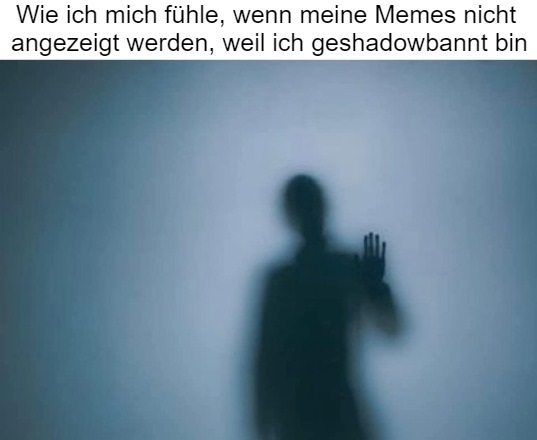 Wie ich mich fühle, wenn meine Memes nicht
angezeigt werden, weil ich geshadowbannt bin